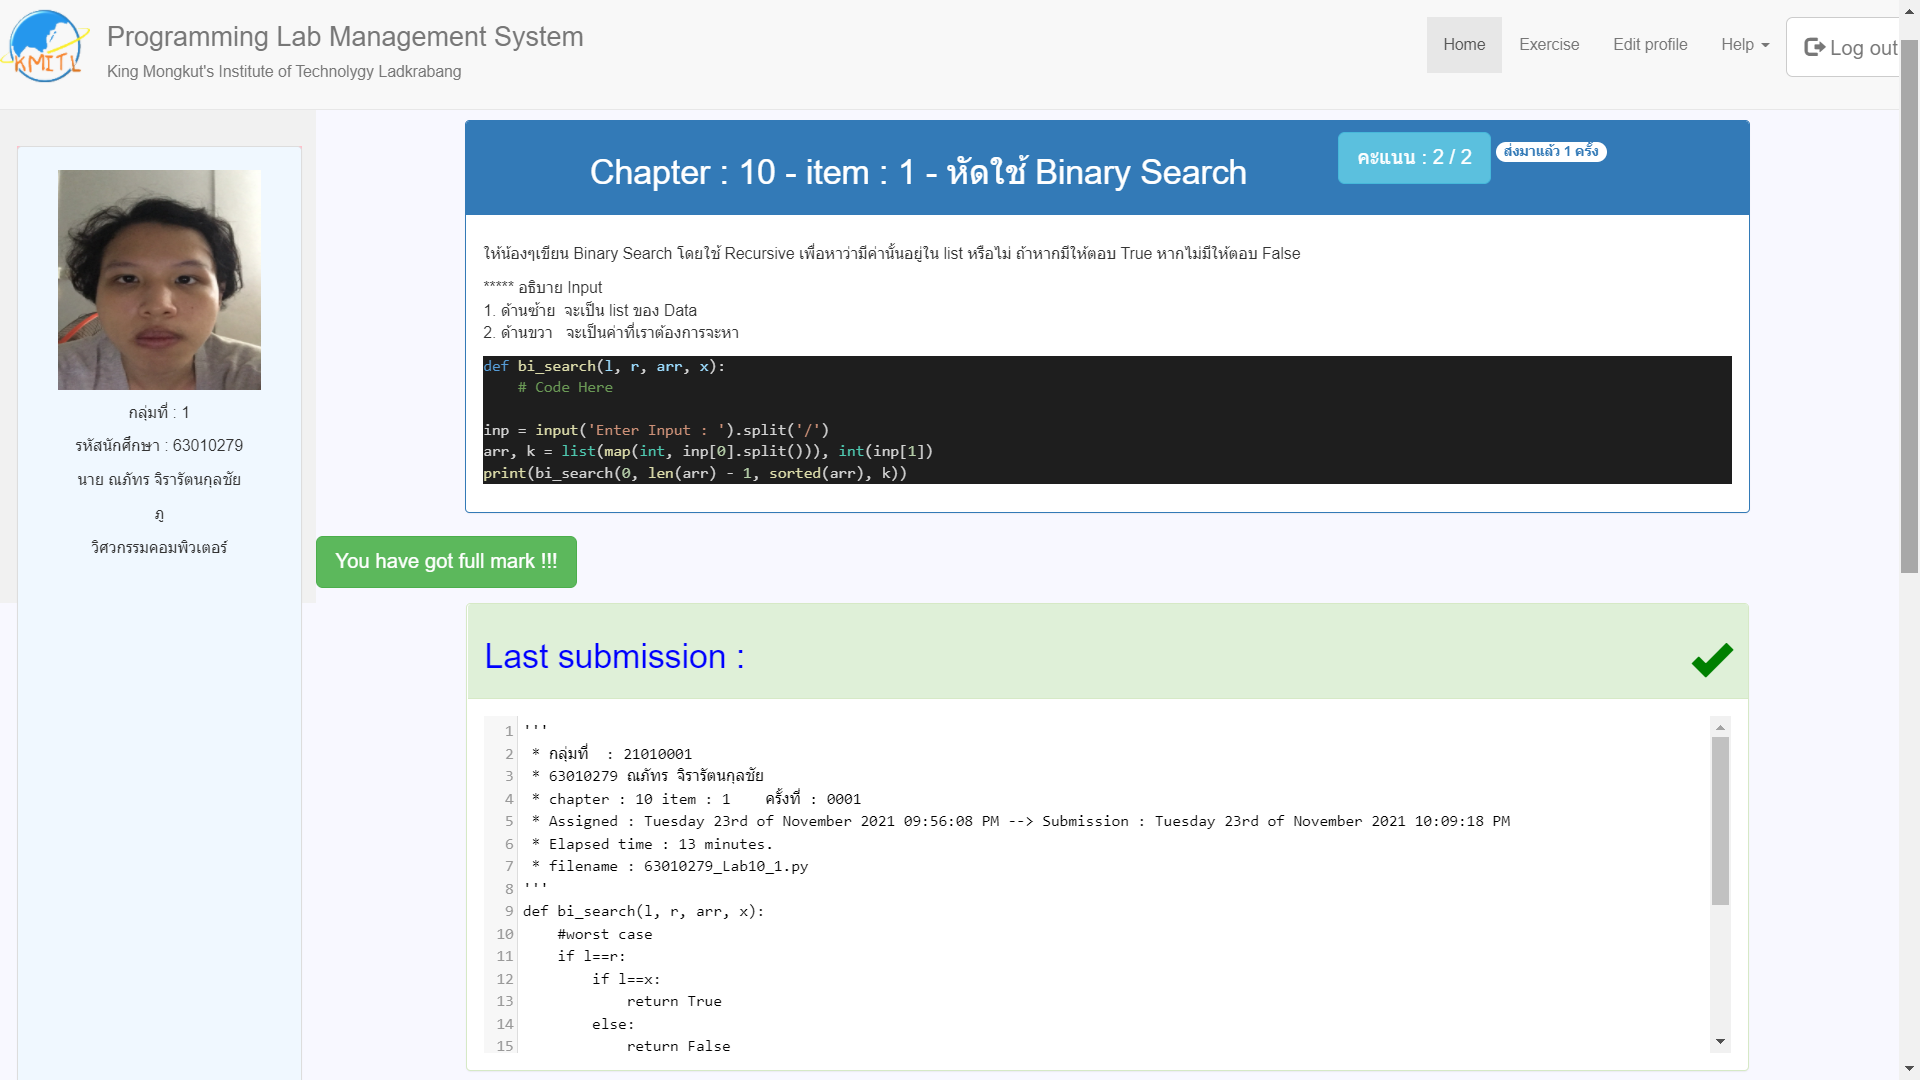 KMITL
Programming Lab Management System
King Mongkut's Institute of Technolygy Ladkrabang
Home
Exercise
Edit profile
Help
Log out
กลุ่มที่ : 1
รหัสนักศึกษา : 63010279
นาย ณภัทร จิรารัตนกุลชัย
ภู
วิศวกรรมคอมพิวเตอร์
Chapter : 10 - item : 1 - หัดใช้ Binary Search
คะแนน : 2 / 2
ส่งมาแล้ว 1 ครั้ง
ให้น้องๆเขียน Binary Search โดยใช้ Recursive เพื่อหาว่ามีค่านั้นอยู่ใน list หรือไม่ ถ้าหากมีให้ตอบ True หากไม่มีให้ตอบ False
***** อธิบาย Input
1. ด้านซ้าย  จะเป็น list ของ Data
2. ด้านขวา   จะเป็นค่าที่เราต้องการจะหา
def bi_search(l, r, arr, x):
    # Code Here
inp = input('Enter Input : ').split('/')
arr, k = list(map(int, inp[0].split())), int(inp[1])
print(bi_search(0, len(arr) - 1, sorted(arr), k))
You have got full mark !!!
Last submission :
1 '''
2  * กลุ่มที่  : 21010001
3  * 63010279 ณภัทร จิรารัตนกุลชัย
4  * chapter : 10 item : 1    ครั้งที่ : 0001
5  * Assigned : Tuesday 23rd of November 2021 09:56:08 PM --> Submission : Tuesday 23rd of November 2021 10:09:18 PM
6  * Elapsed time : 13 minutes.
7  * filename : 63010279_Lab10_1.py
8 '''
9 def bi_search(l, r, arr, x):
10     #worst case
11     if l==r:
12         if l==x:
13             return True
14         else:
15             return False